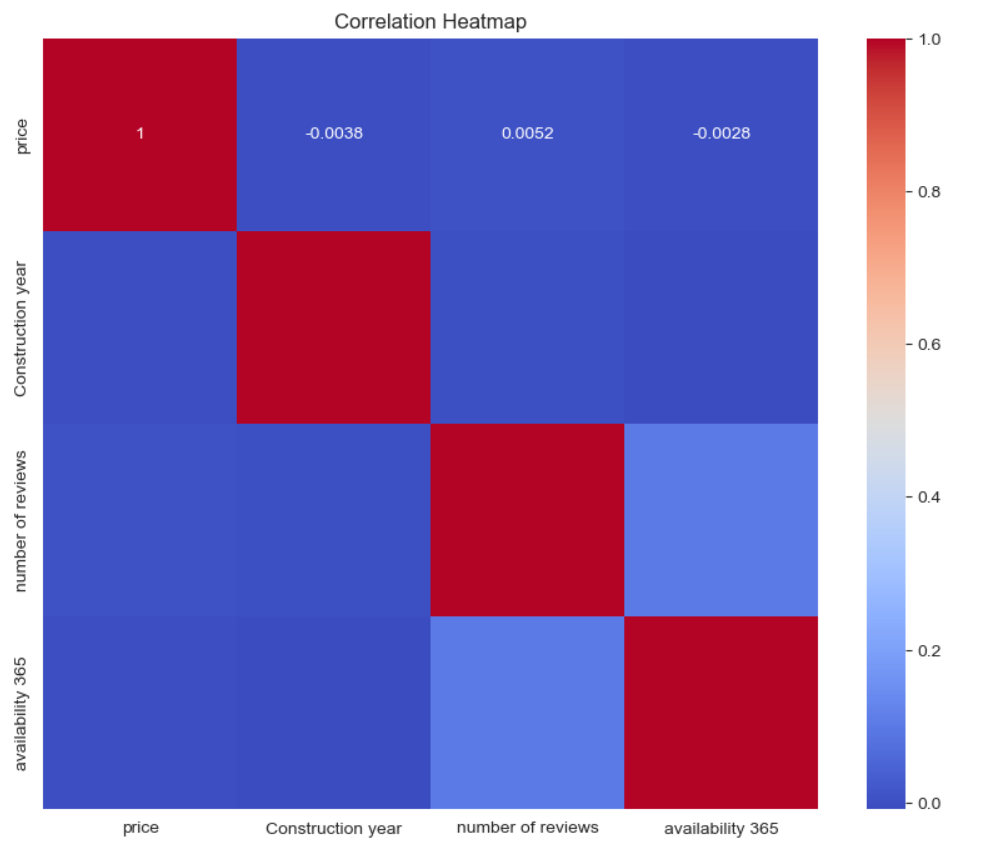 Correlation Heatmap
price
1
-0.0038
0.0052
-0.0028
Construction year
number of reviews
availability 365
price
Construction year
number of reviews
availability 365
1.0
0.8
0.6
0.4
0.2
0.0